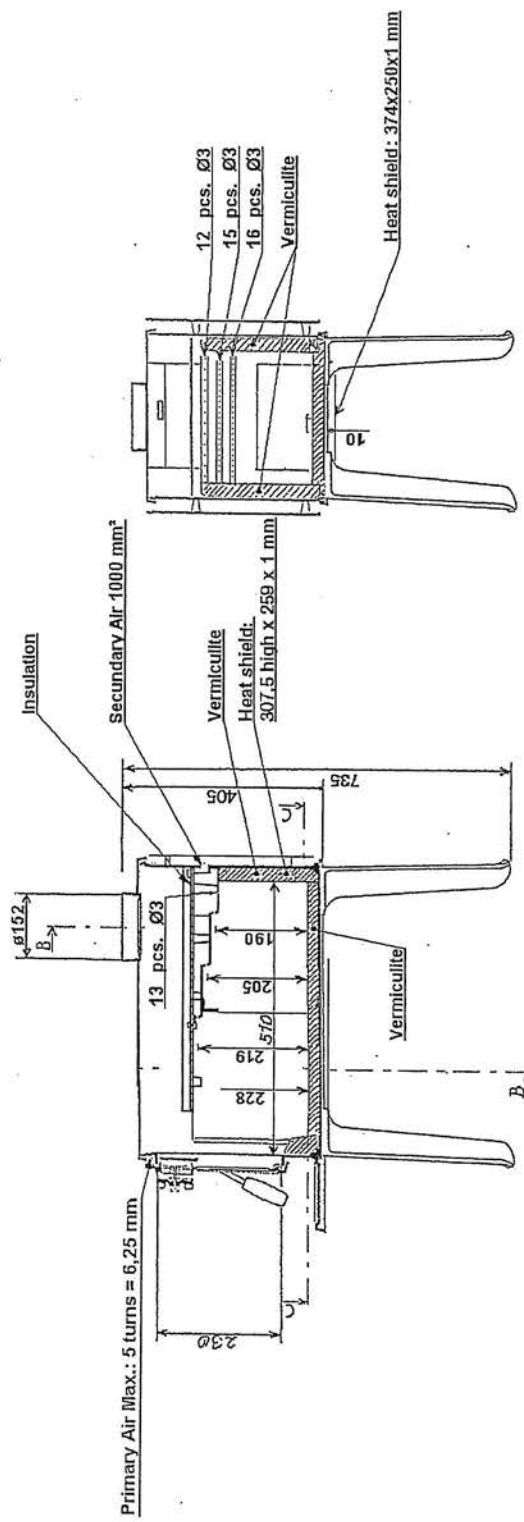 Primary Air Max.: 5 turns = 6,25 mm
ø152
B
13 pcs. Ø3
Insulation
Secundary Air 1000 mm²
Vermiculite
Heat shield:
307.5 high x 259 x 1 mm
230
C
C
228
219
510
205
190
405
735
Vermiculite
B
12 pcs. Ø3
15 pcs. Ø3
16 pcs. Ø3
Vermiculite
10
Heat shield: 374x250x1 mm